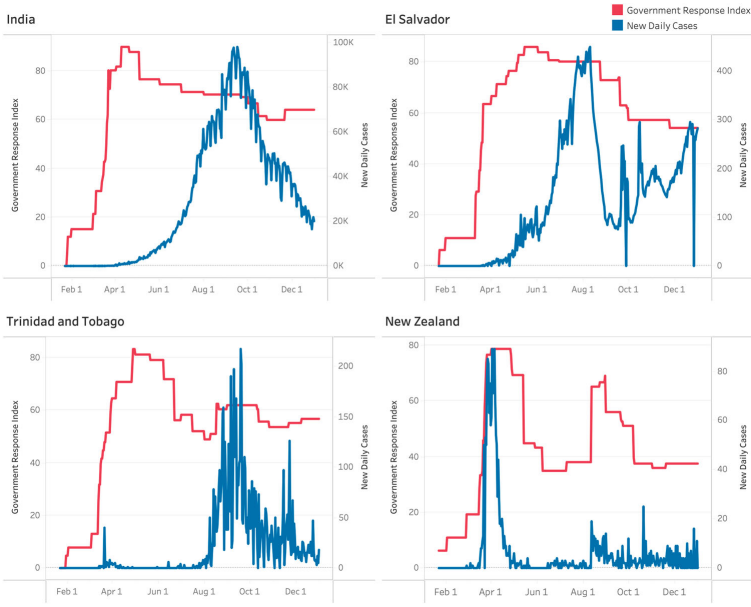 Government Response Index
New Daily Cases
India
El Salvador
100K
80
80K
60
60K
40
40K
20
20K
0
0K
Government Response Index
New Daily Cases
Feb 1 Apr 1 Jun 1 Aug 1 Oct 1 Dec 1
80
400
60
300
40
200
20
100
0
0
Government Response Index
New Daily Cases
Feb 1 Apr 1 Jun 1 Aug 1 Oct 1 Dec 1
Trinidad and Tobago
New Zealand
80
200
60
150
40
100
20
50
0
0
Government Response Index
New Daily Cases
Feb 1 Apr 1 Jun 1 Aug 1 Oct 1 Dec 1
80
80
60
60
40
40
20
20
0
0
Government Response Index
New Daily Cases
Feb 1 Apr 1 Jun 1 Aug 1 Oct 1 Dec 1